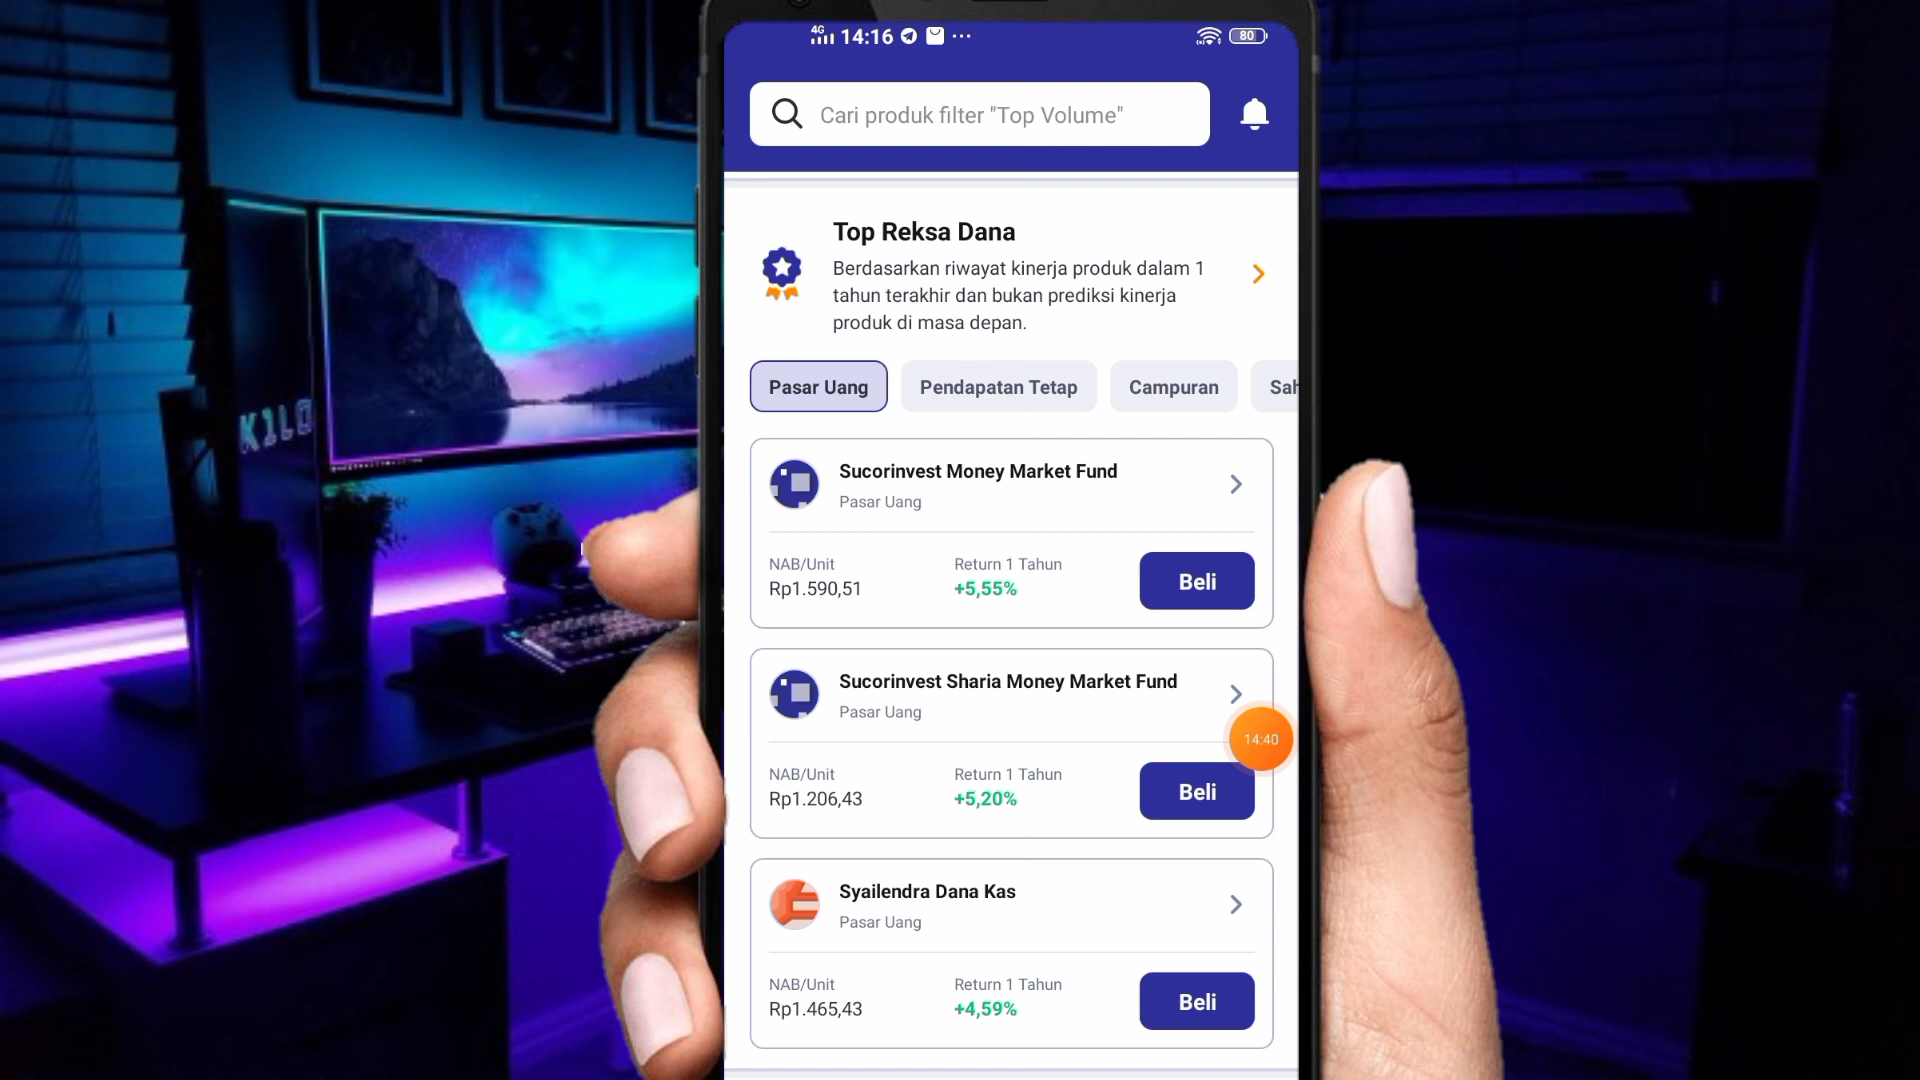 4G 14:16 80
Cari produk filter "Top Volume"
Top Reksa Dana
Berdasarkan riwayat kinerja produk dalam 1
tahun terakhir dan bukan prediksi kinerja
produk di masa depan.
Pasar Uang Pendapatan Tetap Campuran Sah
Sucorinvest Money Market Fund
Pasar Uang
NAB/Unit Return 1 Tahun
Rp1.590,51 +5,55% Beli
Sucorinvest Sharia Money Market Fund
Pasar Uang
14:40
NAB/Unit Return 1 Tahun
Rp1.206,43 +5,20% Beli
Syailendra Dana Kas
Pasar Uang
NAB/Unit Return 1 Tahun
Rp1.465,43 +4,59% Beli
K1LO